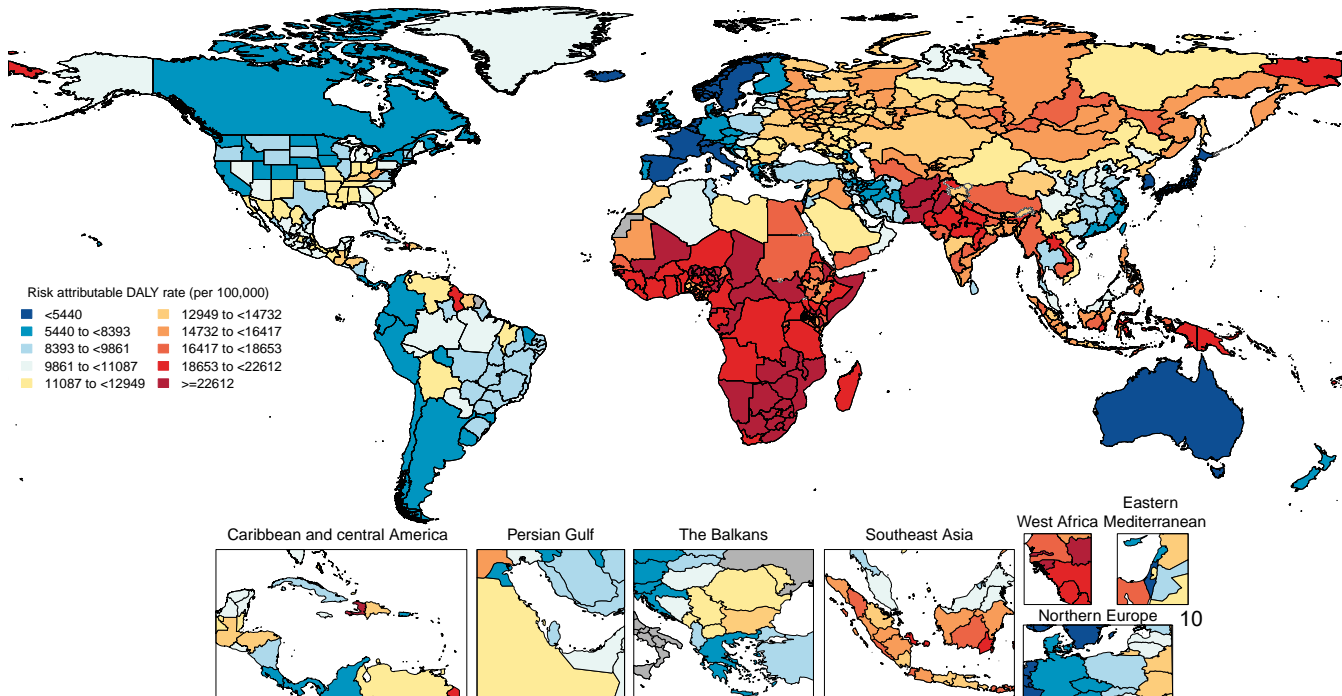 Risk attributable DALY rate (per 100,000)
<5440
5440 to <8393
8393 to <9861
9861 to <11087
11087 to <12949
12949 to <14732
14732 to <16417
16417 to <18653
18653 to <22612
>=22612
Caribbean and central America
Persian Gulf
The Balkans
Southeast Asia
West Africa
Eastern
Mediterranean
Northern Europe
10